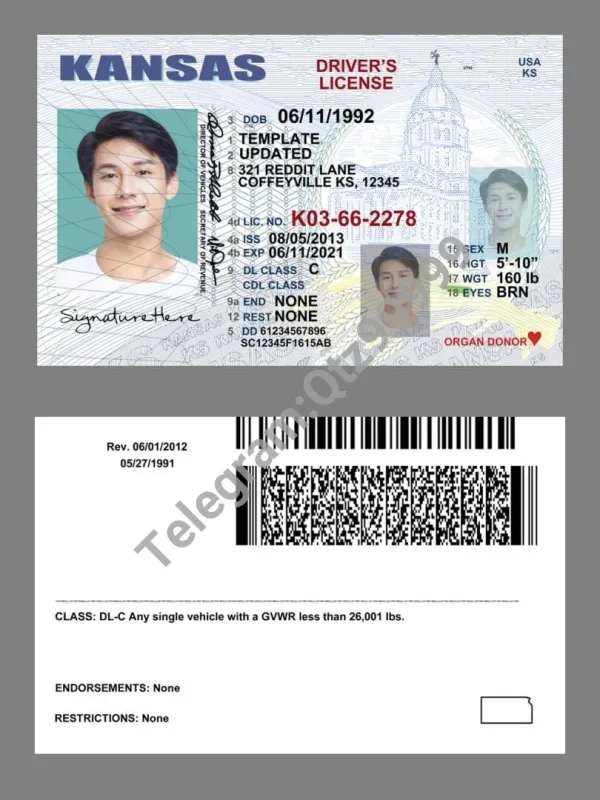 KANSAS
DRIVER'S
LICENSE
USA
KS
3 DOB 06/11/1992
1 TEMPLATE
2 UPDATED
8 321 REDDIT LANE
COFFEYVILLE KS, 12345
4d LIC. NO. K03-66-2278
4a ISS 08/05/2013
4b EXP 06/11/2021
9 DL CLASS C
CDL CLASS
9a END NONE
12 REST NONE
5 DD 61234567896
SC12345F1615AB
15 SEX M
16 HGT 5'-10"
17 WGT 160 lb
18 EYES BRN
ORGAN DONOR
DIRECTOR OF VEHICLES SECRETARY OF REVENUE
Signature Here
Telegram:Qtz9999
Rev. 06/01/2012
05/27/1991
CLASS: DL-C Any single vehicle with a GVWR less than 26,001 lbs.
ENDORSEMENTS: None
RESTRICTIONS: None